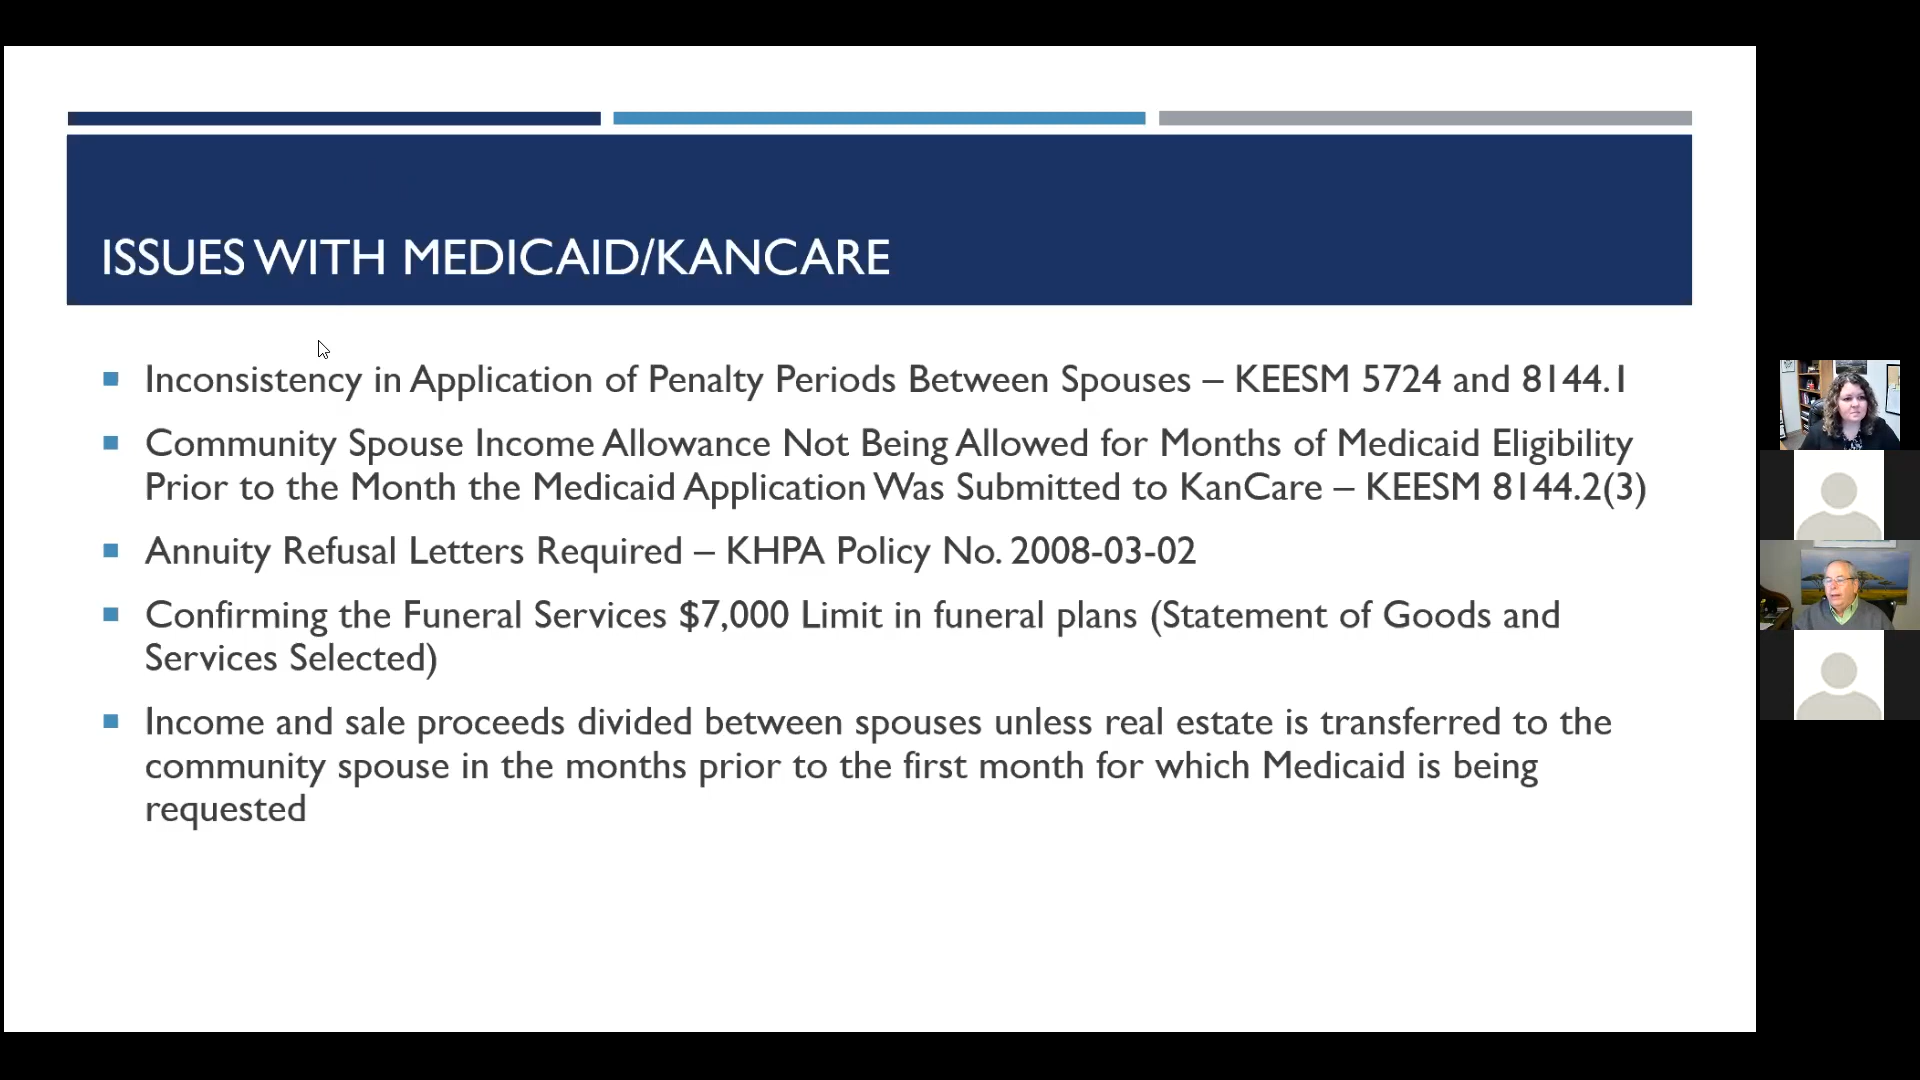 ISSUES WITH MEDICAID/KANCARE
Inconsistency in Application of Penalty Periods Between Spouses – KEESM 5724 and 8144.1
Community Spouse Income Allowance Not Being Allowed for Months of Medicaid Eligibility
Prior to the Month the Medicaid Application Was Submitted to KanCare – KEESM 8144.2(3)
Annuity Refusal Letters Required – KHPA Policy No. 2008-03-02
Confirming the Funeral Services $7,000 Limit in funeral plans (Statement of Goods and
Services Selected)
Income and sale proceeds divided between spouses unless real estate is transferred to the
community spouse in the months prior to the first month for which Medicaid is being
requested